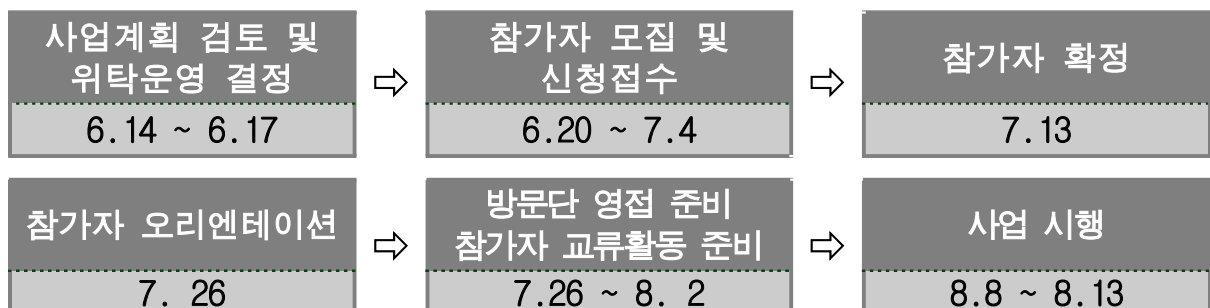 사업계획 검토 및
위탁운영 결정
6.14 ~ 6.17
⇨
참가자 모집 및
신청접수
6.20 ~ 7.4
⇨
참가자 확정
7.13
참가자 오리엔테이션
7. 26
⇨
방문단 영접 준비
참가자 교류활동 준비
7.26 ~ 8. 2
⇨
사업 시행
8.8 ~ 8.13